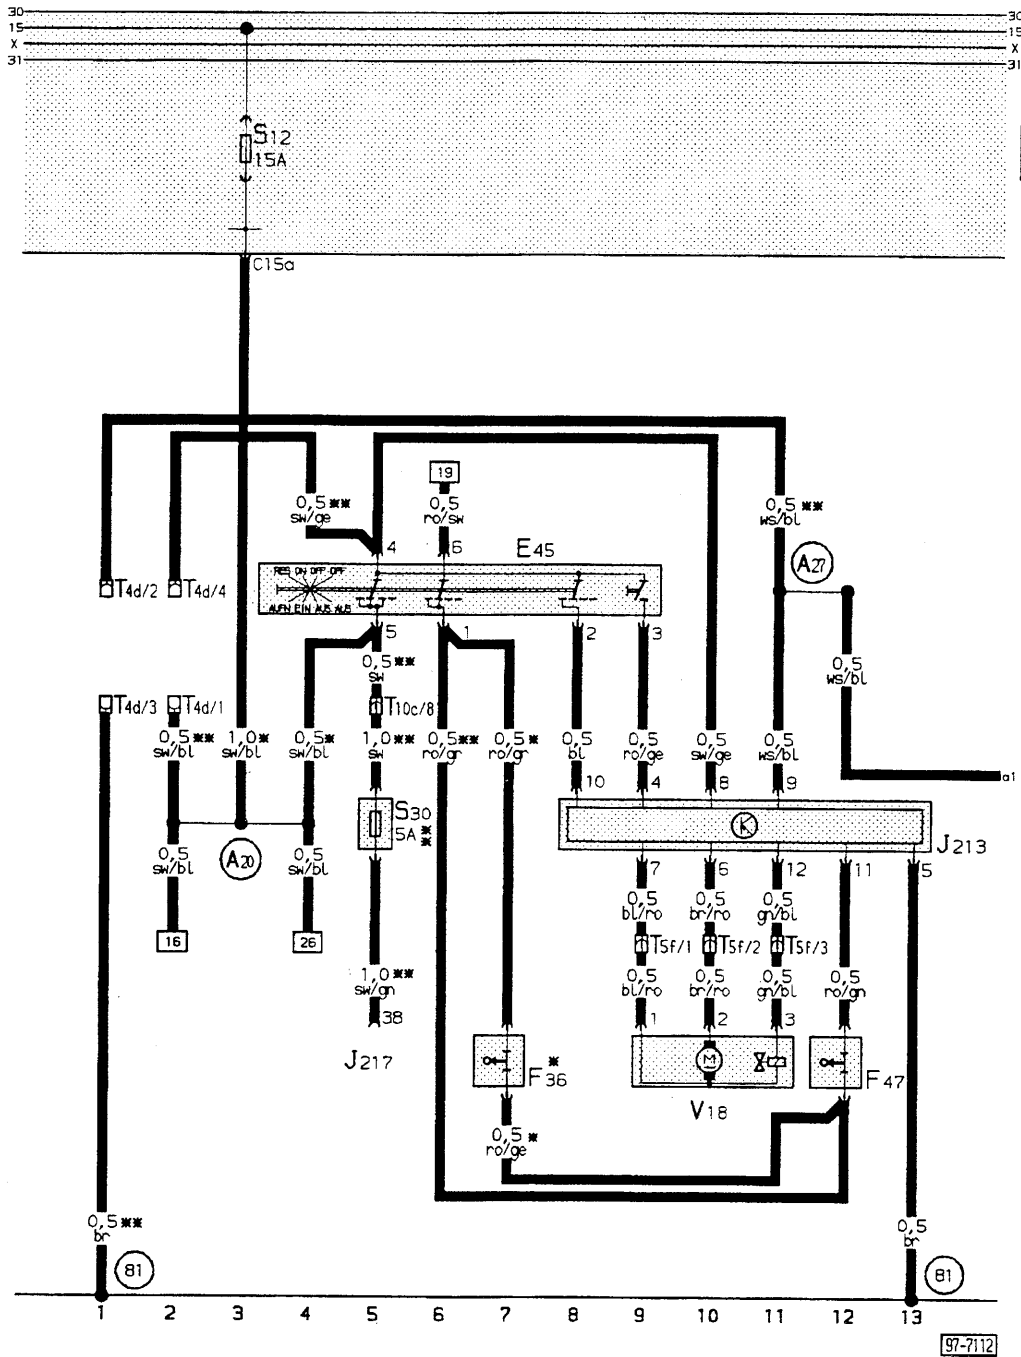 30 30
15 15
X X
31 31
S12
15A
C15a
19
0,5 ** 0,5 0,5 **
sw/ge ro/sw ws/bl
4 6 E45
A27
RES ON OFF OFF
AUFN EIN AUS AUS
T4d/2 T4d/4
5 1 2 3
0,5 **
sw
0,5
ws/bl
T4d/3 T4d/1 T10c/8
0,5 ** 1,0 * 0,5 * 1,0 ** 0,5 ** 0,5 * 0,5 0,5 0,5 0,5
sw/bl sw/bl sw/bl sw ro/gr ro/gr bl ro/ge sw/ge ws/bl
a1
10 4 8 9
S30
5A **
K
J213
A20
0,5 0,5
sw/bl sw/bl
7 6 12 11 5
0,5 0,5 0,5
bl/ro br/ro gn/bl
16 26
T5f/1 T5f/2 T5f/3
1,0 ** 0,5 0,5 0,5 0,5
sw/gn bl/ro br/ro gn/bl ro/gn
38 1 2 3
J217
M
F36 * F47
V18
0,5 *
ro/ge
0,5 ** 0,5
br br
81 81
1 2 3 4 5 6 7 8 9 10 11 12 13
97-7112